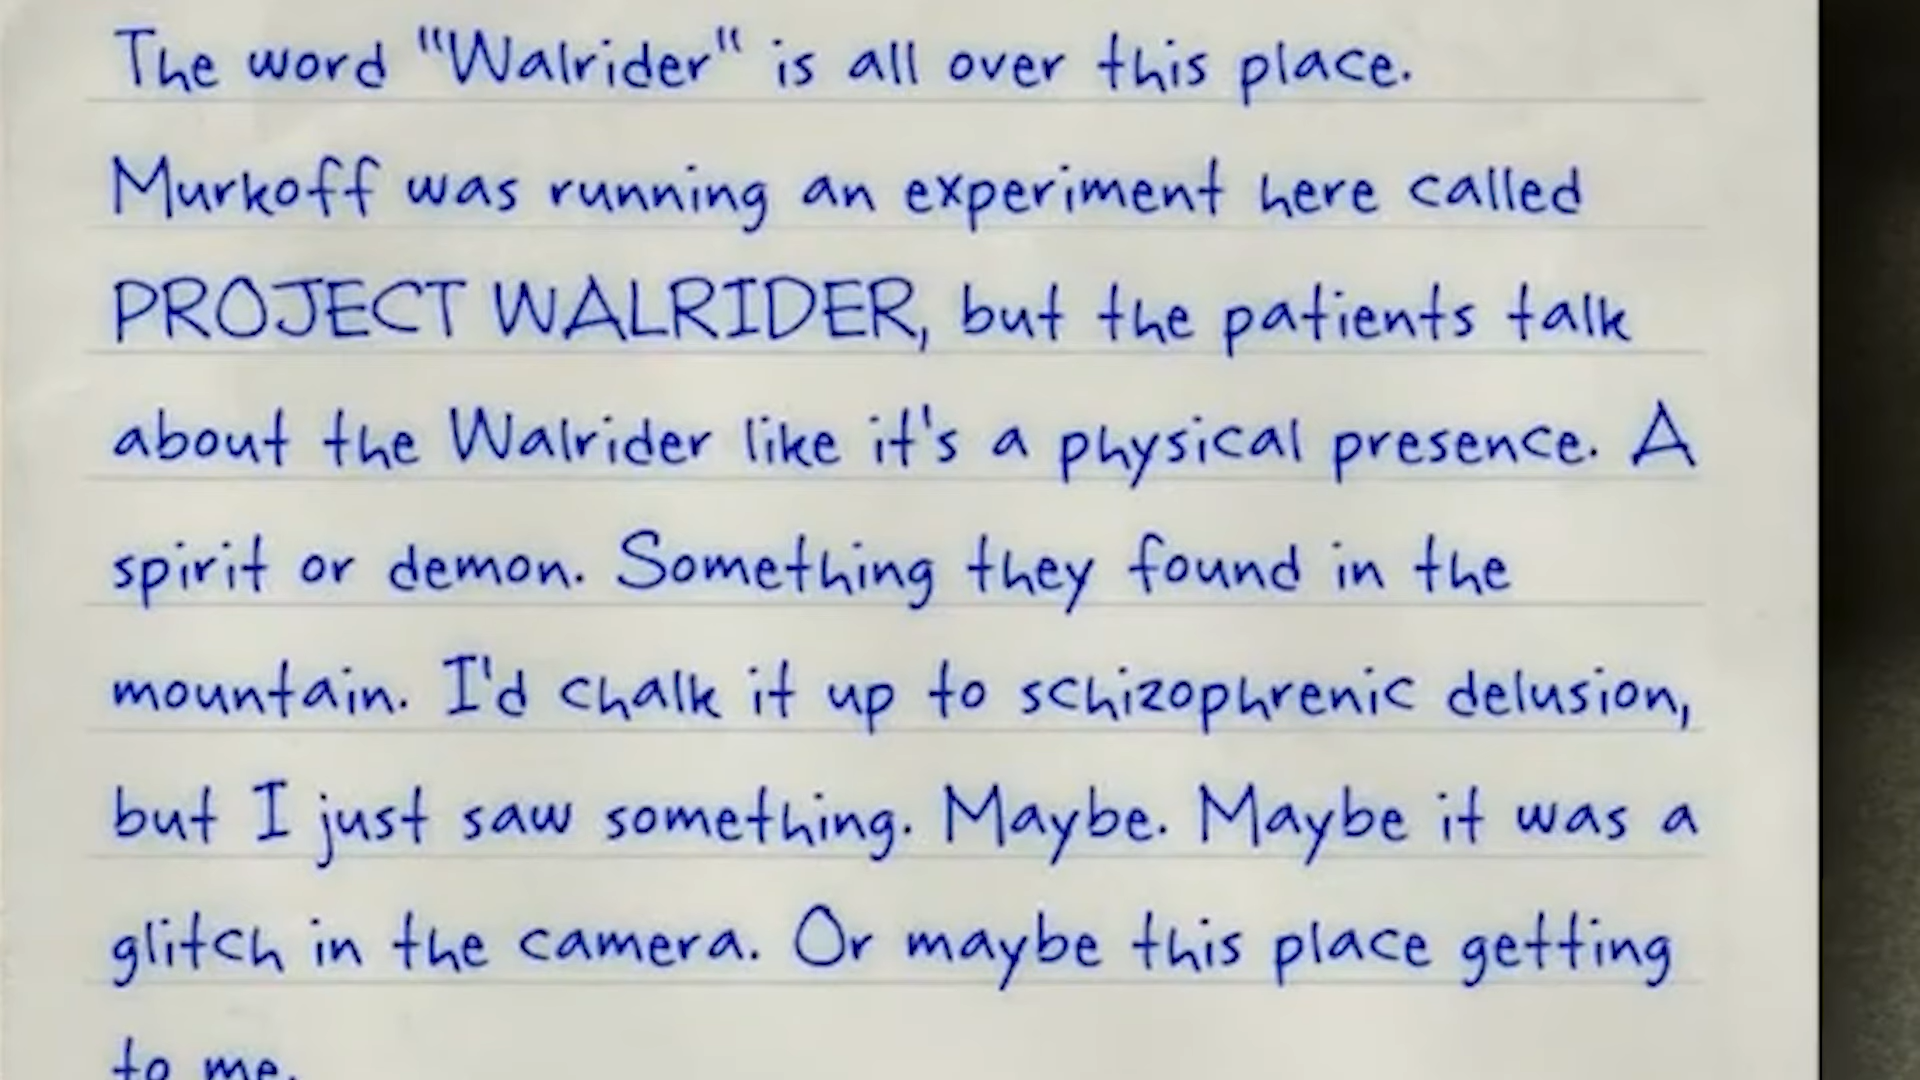 The word "Walrider" is all over this place.
Murkoff was running an experiment here called
PROJECT WALRIDER, but the patients talk
about the Walrider like it's a physical presence. A
spirit or demon. Something they found in the
mountain. I'd chalk it up to schizophrenic delusion,
but I just saw something. Maybe. Maybe it was a
glitch in the camera. Or maybe this place getting
to me.